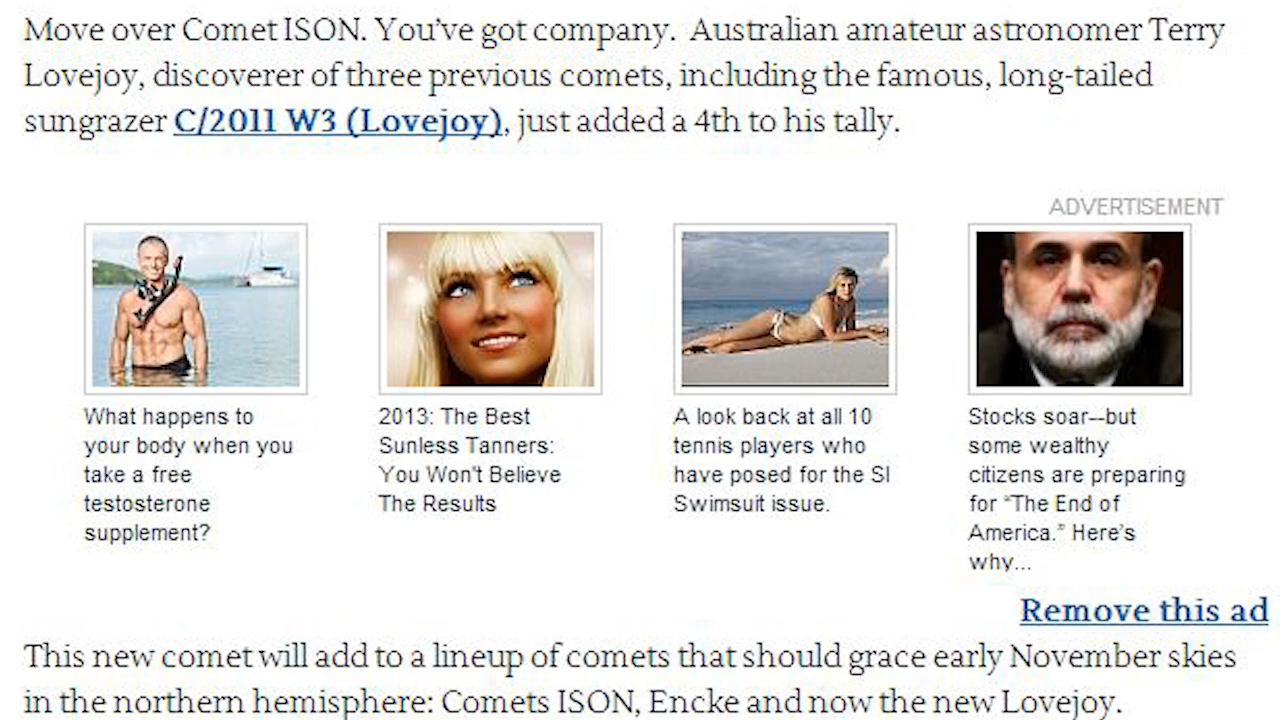 Move over Comet ISON. You've got company. Australian amateur astronomer Terry
Lovejoy, discoverer of three previous comets, including the famous, long-tailed
sungrazer C/2011 W3 (Lovejoy), just added a 4th to his tally.
ADVERTISEMENT
What happens to
your body when you
take a free
testosterone
supplement?
2013: The Best
Sunless Tanners:
You Won't Believe
The Results
A look back at all 10
tennis players who
have posed for the SI
Swimsuit issue.
Stocks soar--but
some wealthy
citizens are preparing
for “The End of
America.” Here's
why...
Remove this ad
This new comet will add to a lineup of comets that should grace early November skies
in the northern hemisphere: Comets ISON, Encke and now the new Lovejoy.